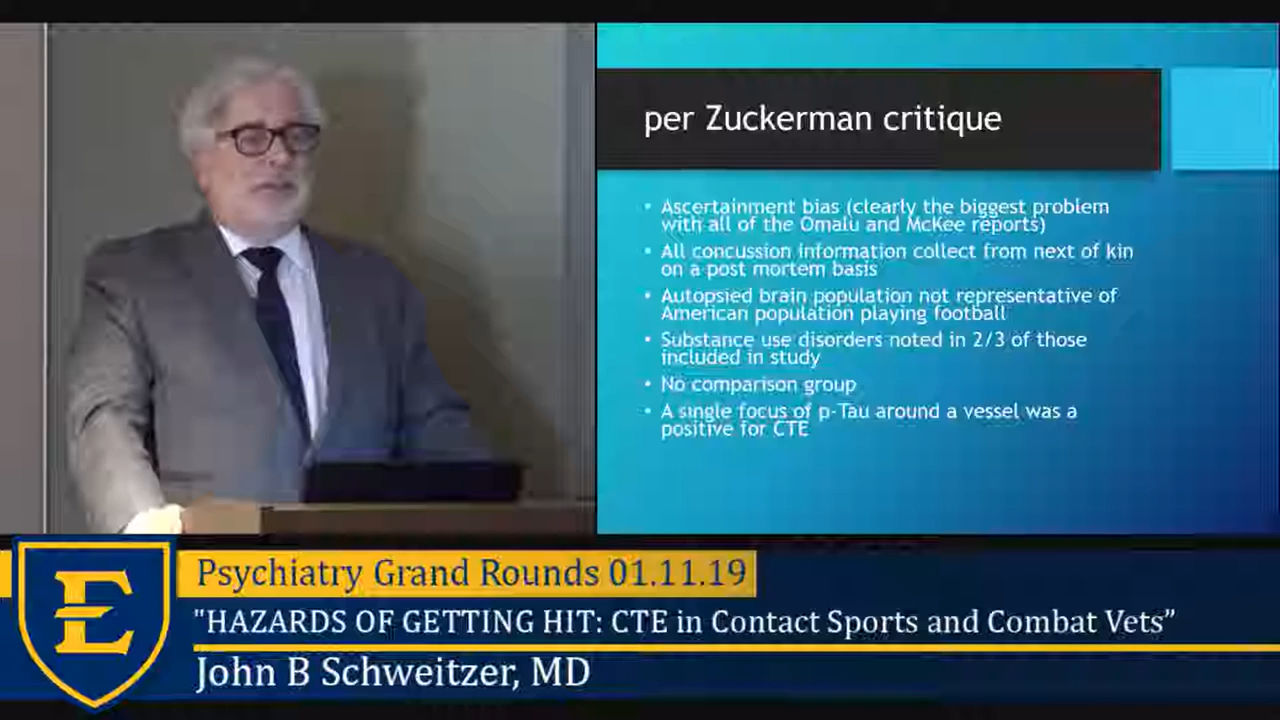 per Zuckerman critique
• Ascertainment bias (clearly the biggest problem
with all of the Omalu and McKee reports)
• All concussion information collect from next of kin
on a post mortem basis
• Autopsied brain population not representative of
American population playing football
• Substance use disorders noted in 2/3 of those
included in study
• No comparison group
• A single focus of p-Tau around a vessel was a
positive for CTE
E
Psychiatry Grand Rounds 01.11.19
"HAZARDS OF GETTING HIT: CTE in Contact Sports and Combat Vets”
John B Schweitzer, MD